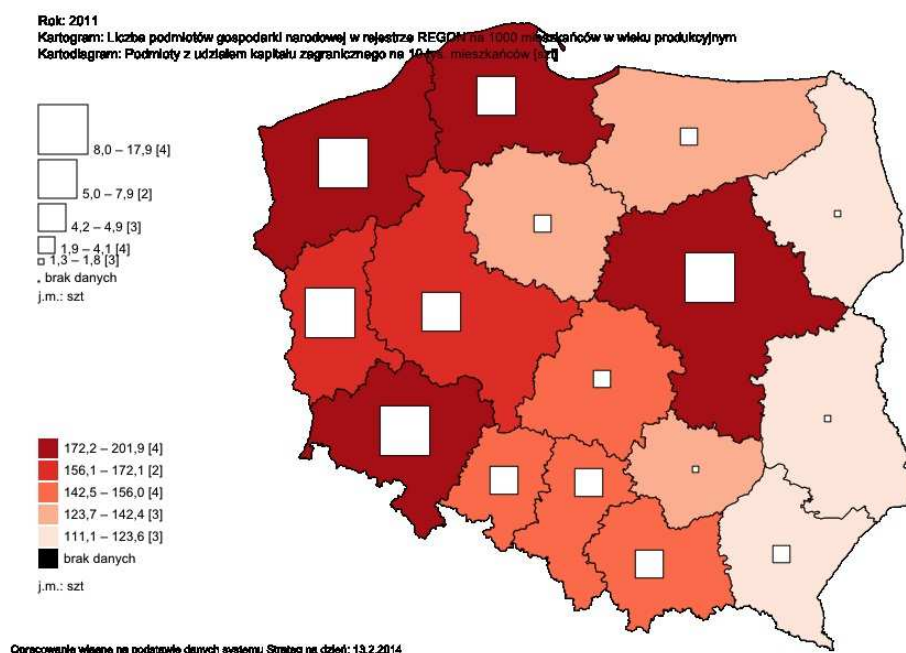 Rok: 2011
Kartogram: Liczba podmiotów gospodarki narodowej w rejestrze REGON na 1000 mieszkańców w wieku produkcyjnym
Kartodiagram: Podmioty z udziałem kapitału zagranicznego na 10 tys. mieszkańców [szt]
8,0 – 17,9 [4]
5,0 – 7,9 [2]
4,2 – 4,9 [3]
1,9 – 4,1 [4]
1,3 – 1,8 [3]
brak danych
j.m.: szt
172,2 – 201,9 [4]
156,1 – 172,1 [2]
142,5 – 156,0 [4]
123,7 – 142,4 [3]
111,1 – 123,6 [3]
brak danych
j.m.: szt
Opracowanie własne na podstawie danych systemu Strateg na dzień: 13.2.2014